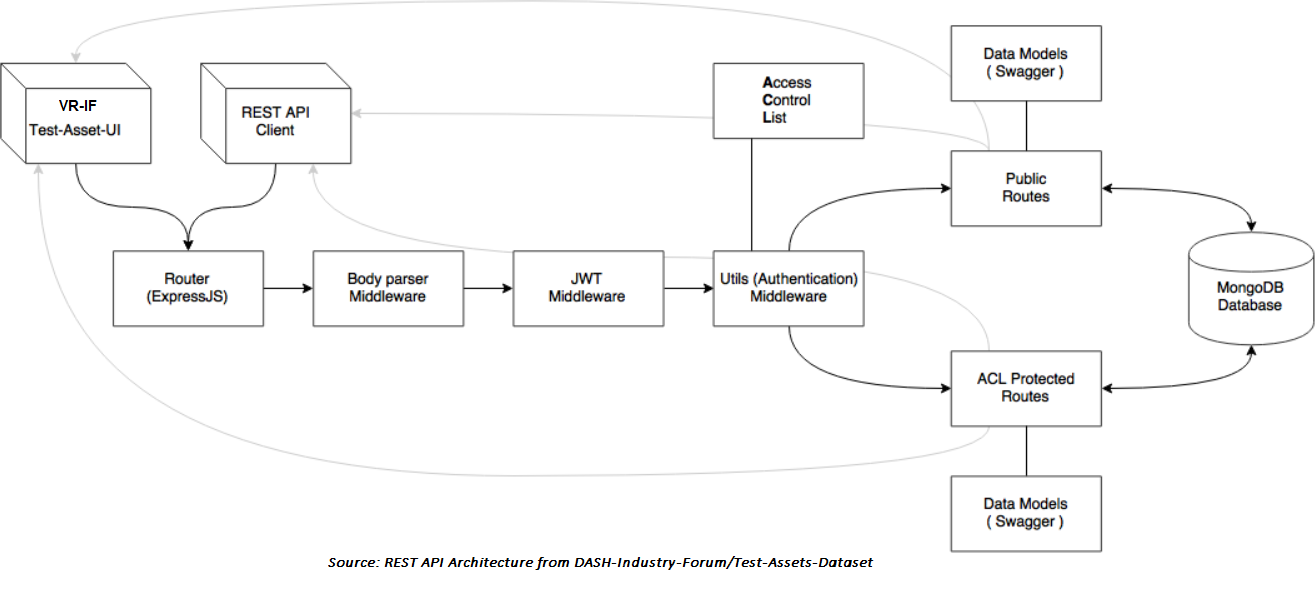 Data Models
( Swagger )
VR-IF
Test-Asset-UI
REST API
Client
Access
Control
List
Public
Routes
Router
(ExpressJS)
Body parser
Middleware
JWT
Middleware
Utils (Authentication)
Middleware
MongoDB
Database
ACL Protected
Routes
Data Models
( Swagger )
Source: REST API Architecture from DASH-Industry-Forum/Test-Assets-Dataset